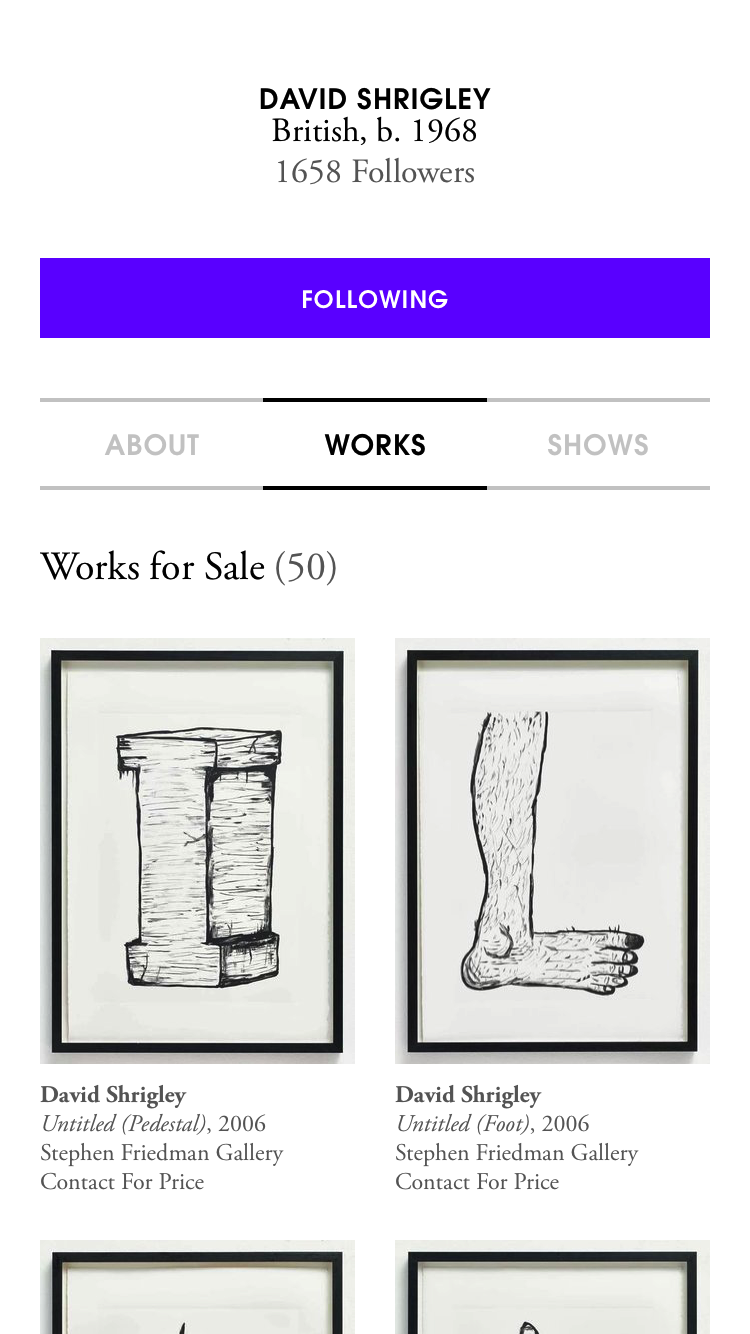 DAVID SHRIGLEY
British, b. 1968
1658 Followers
FOLLOWING
ABOUT
WORKS
SHOWS
Works for Sale (50)
David Shrigley
Untitled (Pedestal), 2006
Stephen Friedman Gallery
Contact For Price
David Shrigley
Untitled (Foot), 2006
Stephen Friedman Gallery
Contact For Price